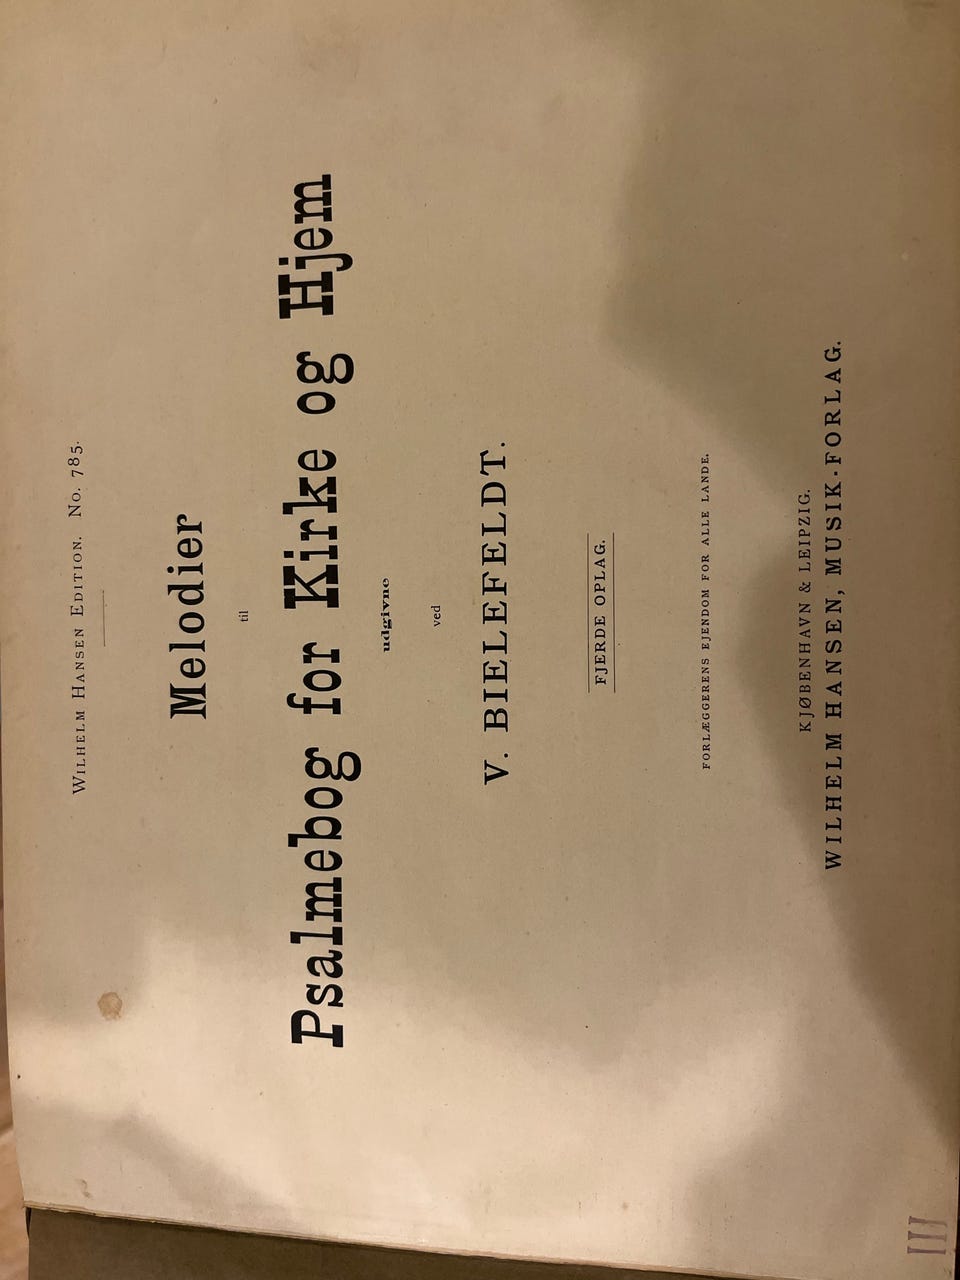 WILHELM HANSEN EDITION. No. 785.
Melodier
til
Psalmebog for Kirke og Hjem
udgivne
ved
V. BIELEFELDT.
FJERDE OPLAG.
FORLÆGGERENS EJENDOM FOR ALLE LANDE.
KJØBENHAVN & LEIPZIG.
WILHELM HANSEN, MUSIK-FORLAG.
III